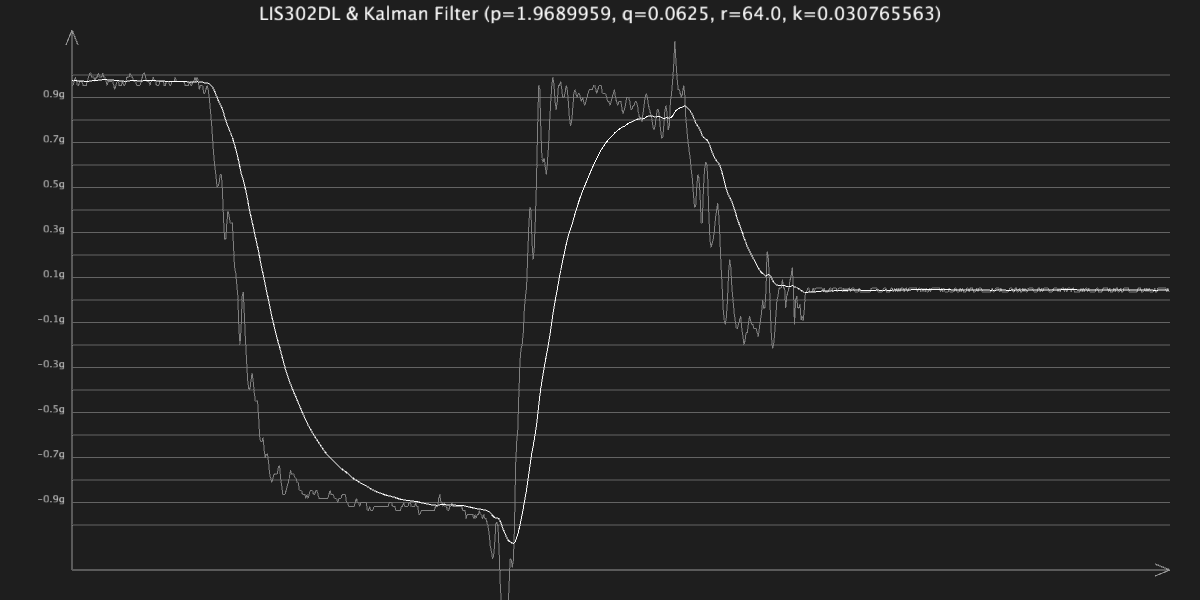 LIS302DL & Kalman Filter (p=1.9689959, q=0.0625, r=64.0, k=0.030765563)
0.9g
0.7g
0.5g
0.3g
0.1g
-0.1g
-0.3g
-0.5g
-0.7g
-0.9g